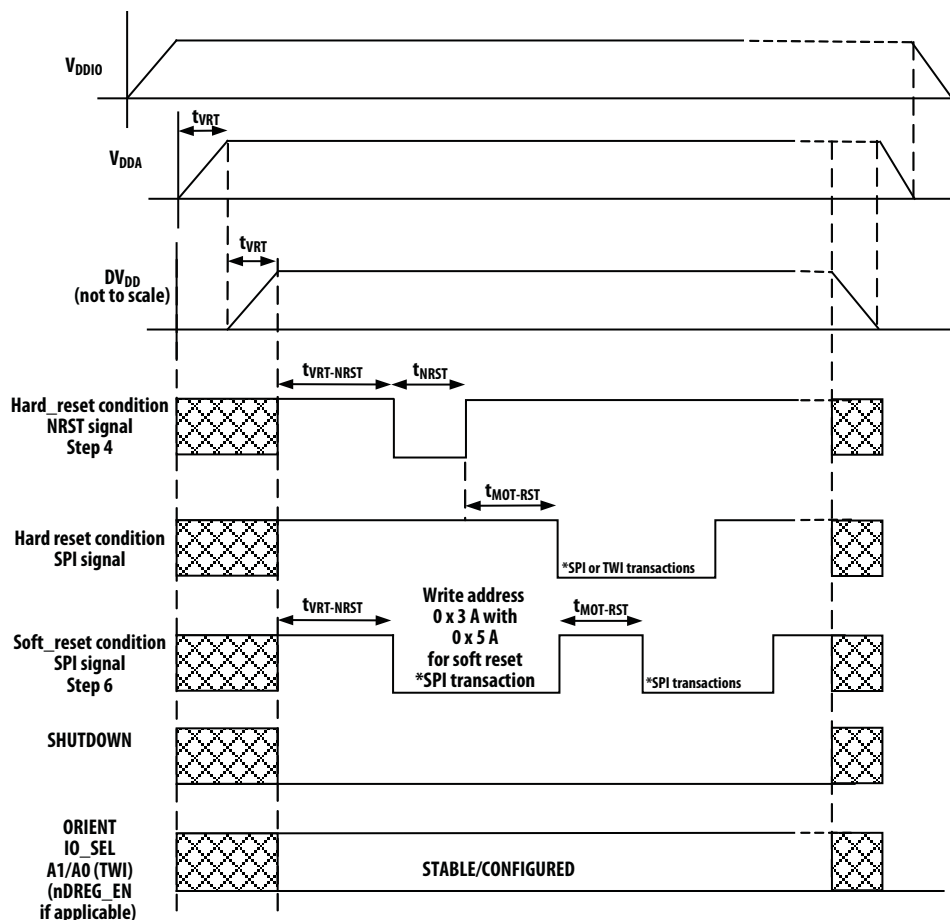 VDDIO
tVRT
VDDA
tVRT
DVDD
(not to scale)
tVRT-NRST
tNRST
Hard_reset condition
NRST signal
Step 4
tMOT-RST
Hard reset condition
SPI signal
*SPI or TWI transactions
tVRT-NRST
Write address
0 x 3 A with
0 x 5 A
for soft reset
*SPI transaction
tMOT-RST
Soft_reset condition
SPI signal
Step 6
*SPI transactions
SHUTDOWN
ORIENT
IO_SEL
A1/A0 (TWI)
(nDREG_EN
if applicable)
STABLE/CONFIGURED